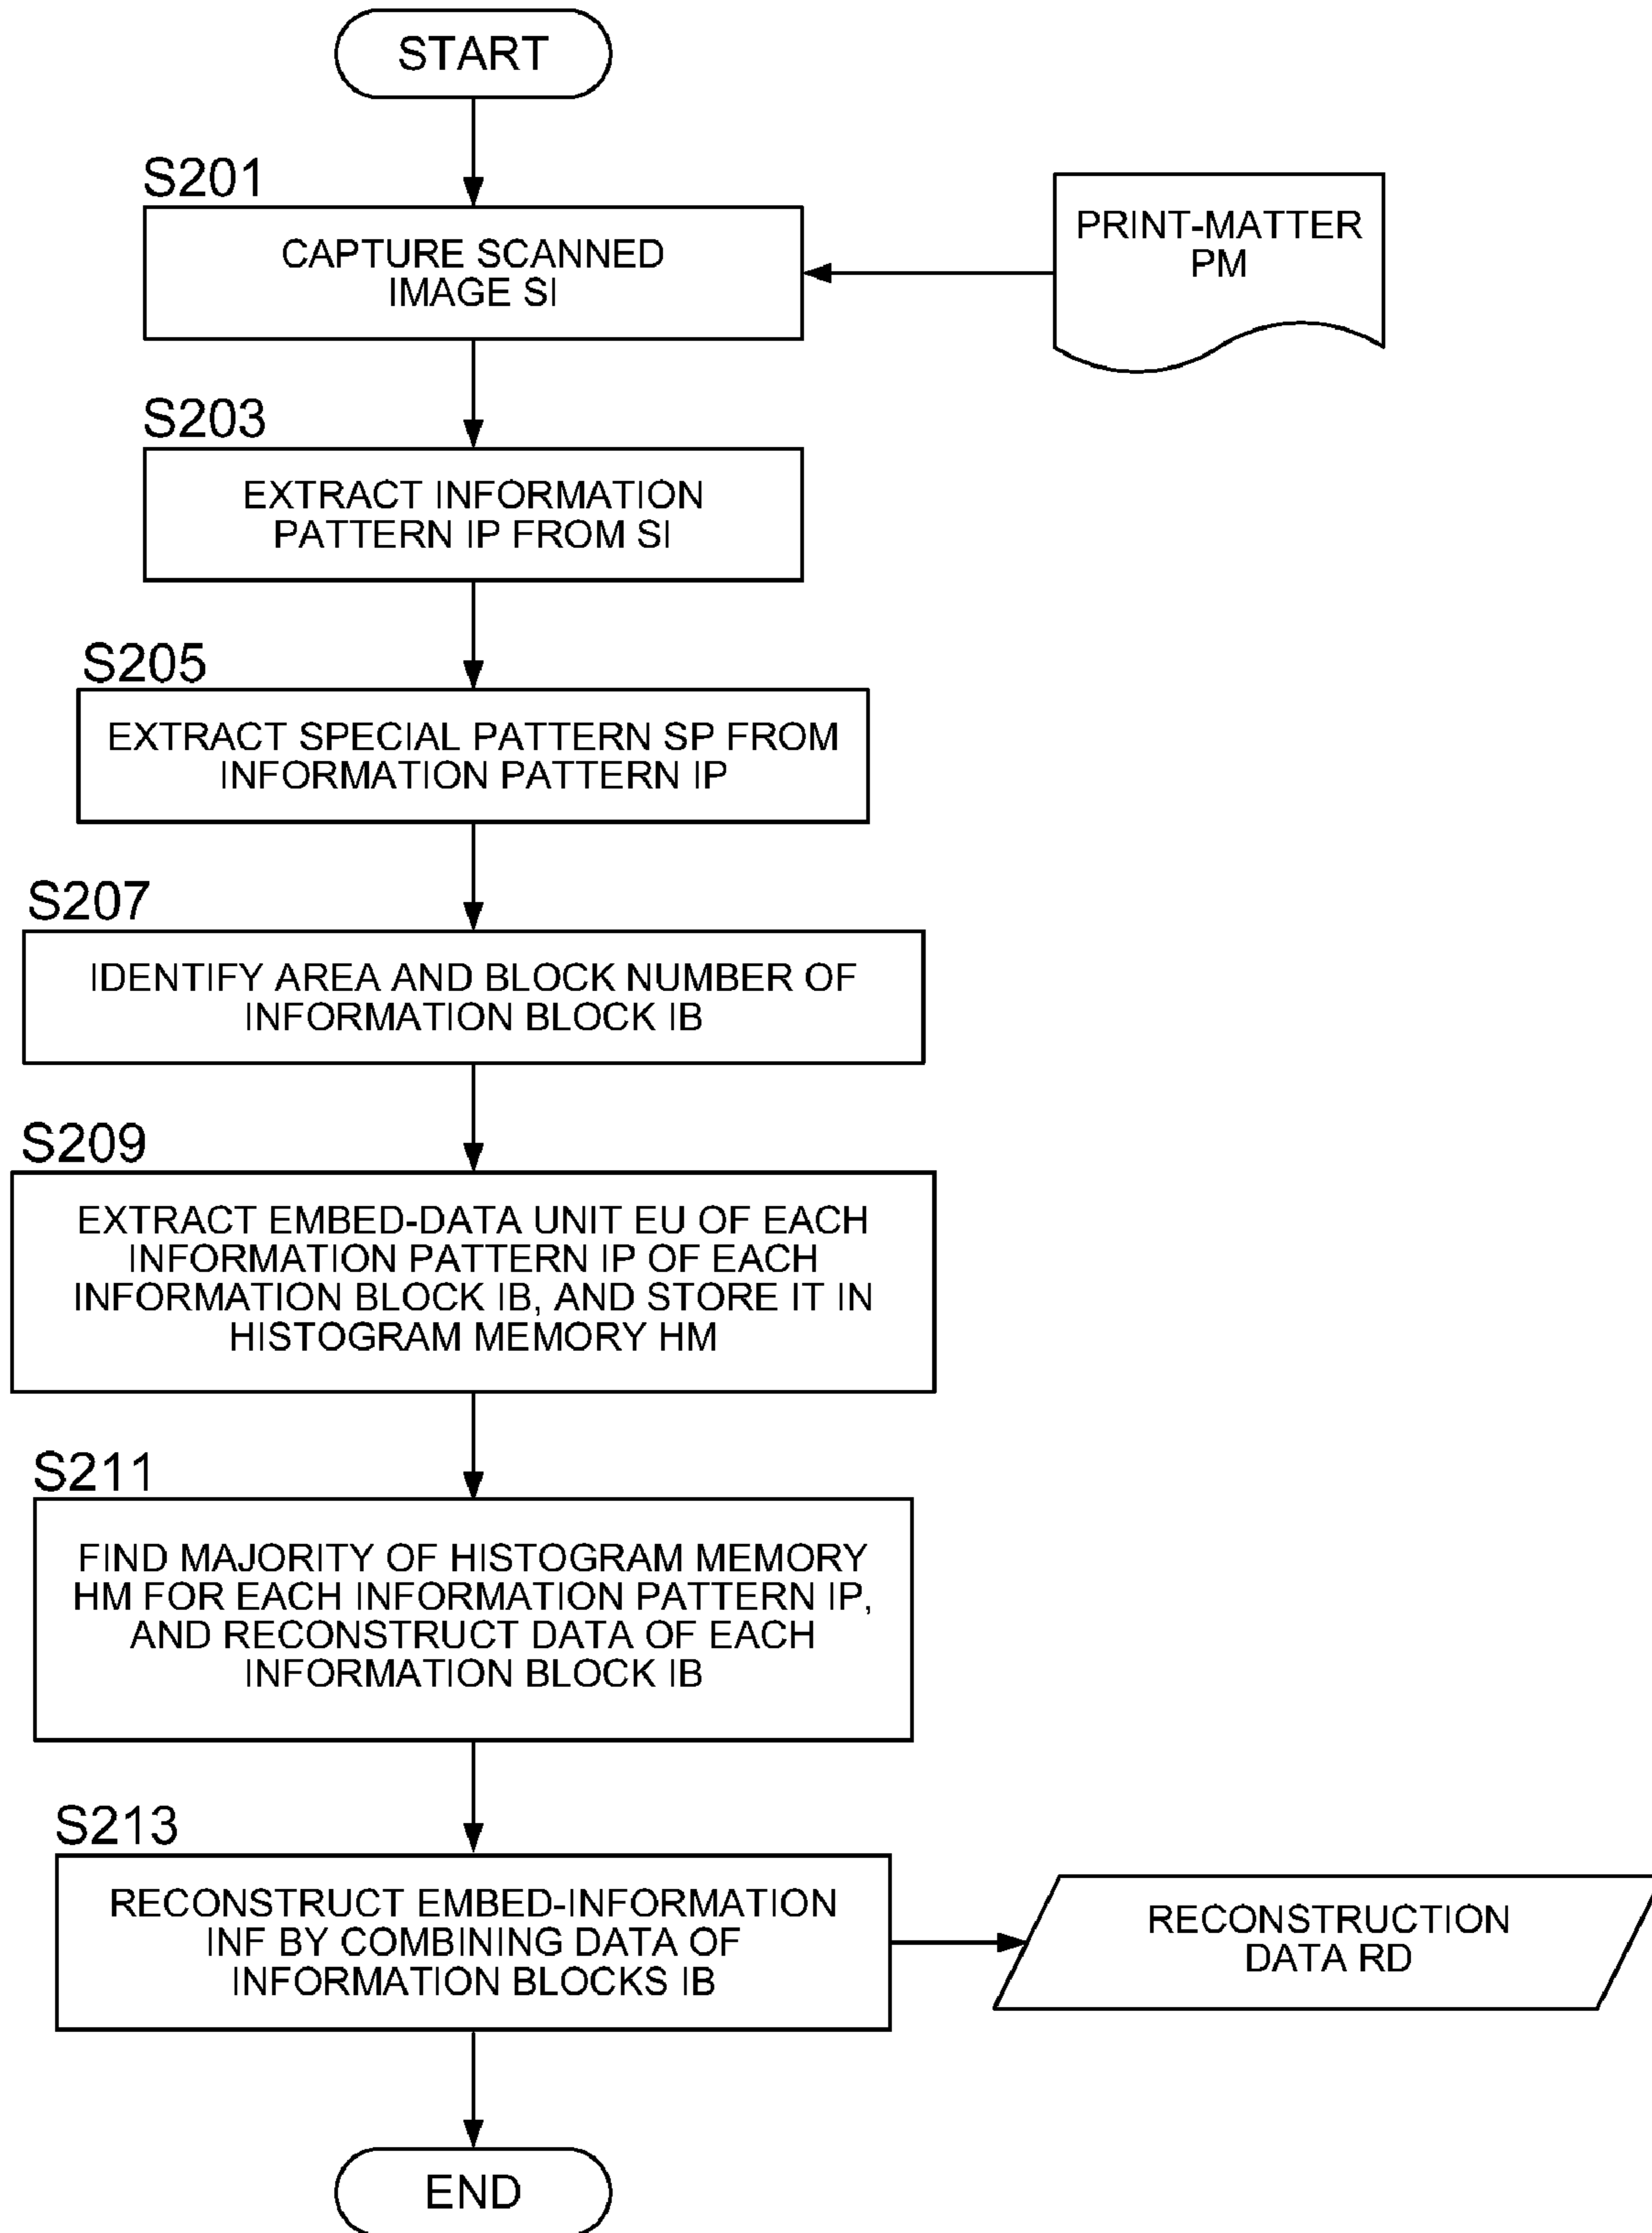 START
S201
CAPTURE SCANNED
IMAGE SI
PRINT-MATTER
PM
S203
EXTRACT INFORMATION
PATTERN IP FROM SI
S205
EXTRACT SPECIAL PATTERN SP FROM
INFORMATION PATTERN IP
S207
IDENTIFY AREA AND BLOCK NUMBER OF
INFORMATION BLOCK IB
S209
EXTRACT EMBED-DATA UNIT EU OF EACH
INFORMATION PATTERN IP OF EACH
INFORMATION BLOCK IB, AND STORE IT IN
HISTOGRAM MEMORY HM
S211
FIND MAJORITY OF HISTOGRAM MEMORY
HM FOR EACH INFORMATION PATTERN IP,
AND RECONSTRUCT DATA OF EACH
INFORMATION BLOCK IB
S213
RECONSTRUCT EMBED-INFORMATION
INF BY COMBINING DATA OF
INFORMATION BLOCKS IB
RECONSTRUCTION
DATA RD
END